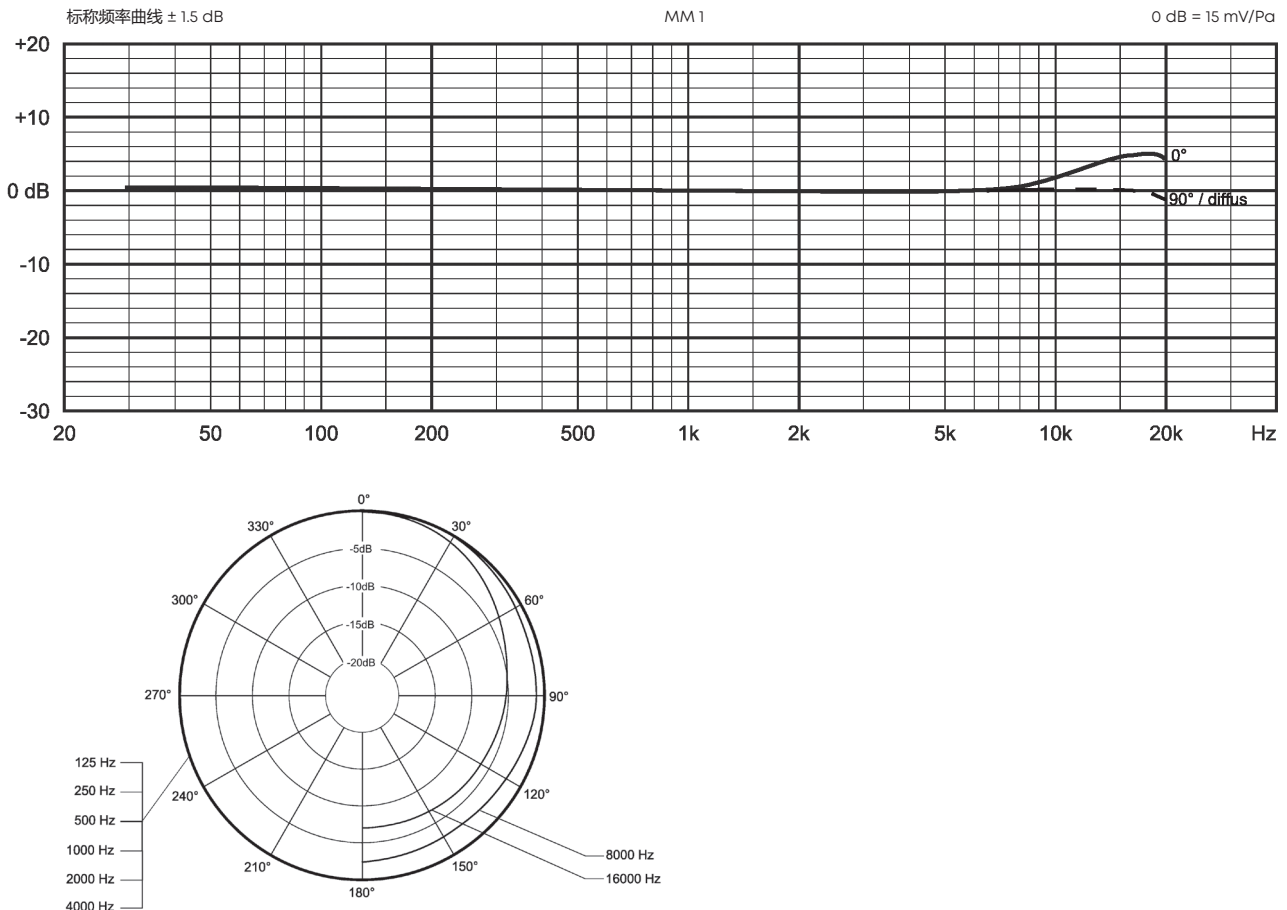 标称频率曲线 ± 1.5 dB MM 1 0 dB = 15 mV/Pa
+20
+10
0 dB
-10
-20
-30
0°
90° / diffus
20 50 100 200 500 1k 2k 5k 10k 20k Hz
0°
330° 30°
-5dB
-10dB
300° 60°
-15dB
-20dB
270° 90°
125 Hz
250 Hz
240° 120°
500 Hz
1000 Hz
8000 Hz
210° 150°
2000 Hz
16000 Hz
180°
4000 Hz